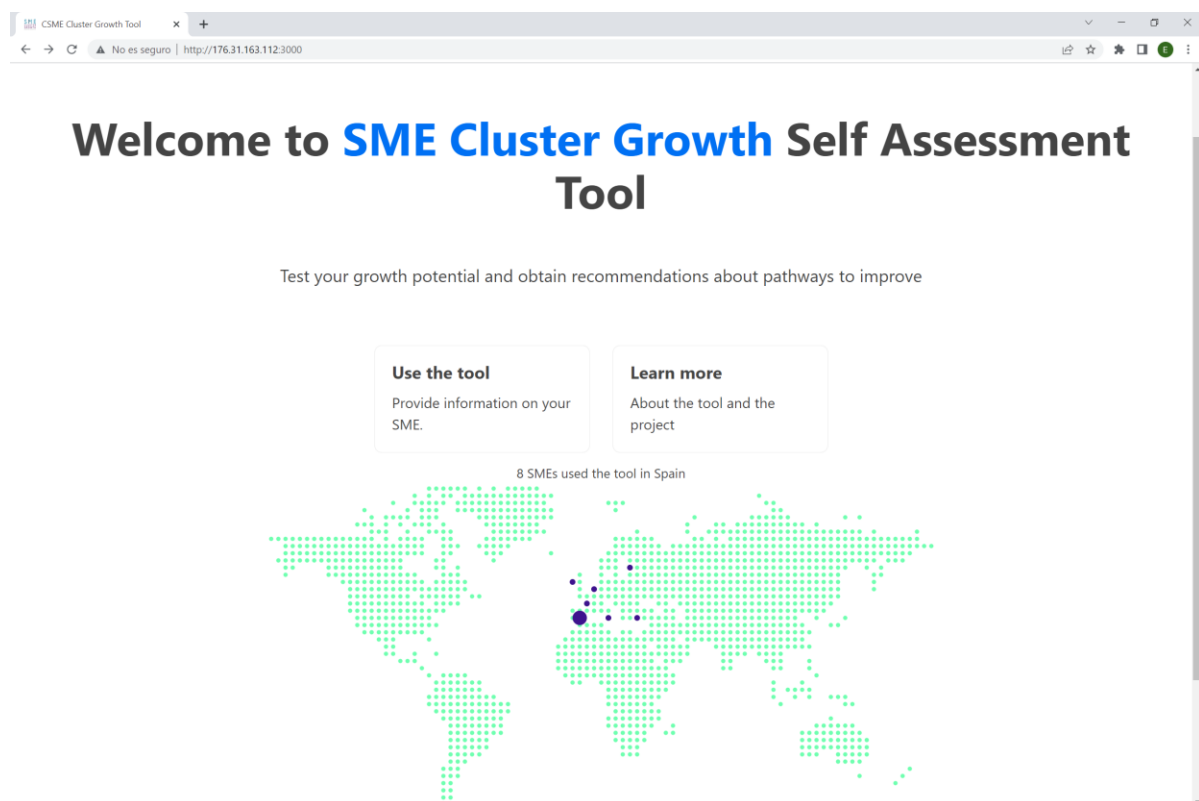 CSME Cluster Growth Tool
No es seguro | http://176.31.163.112:3000
E
Welcome to SME Cluster Growth Self Assessment
Tool
Test your growth potential and obtain recommendations about pathways to improve
Use the tool
Provide information on your
SME.
Learn more
About the tool and the
project
8 SMEs used the tool in Spain